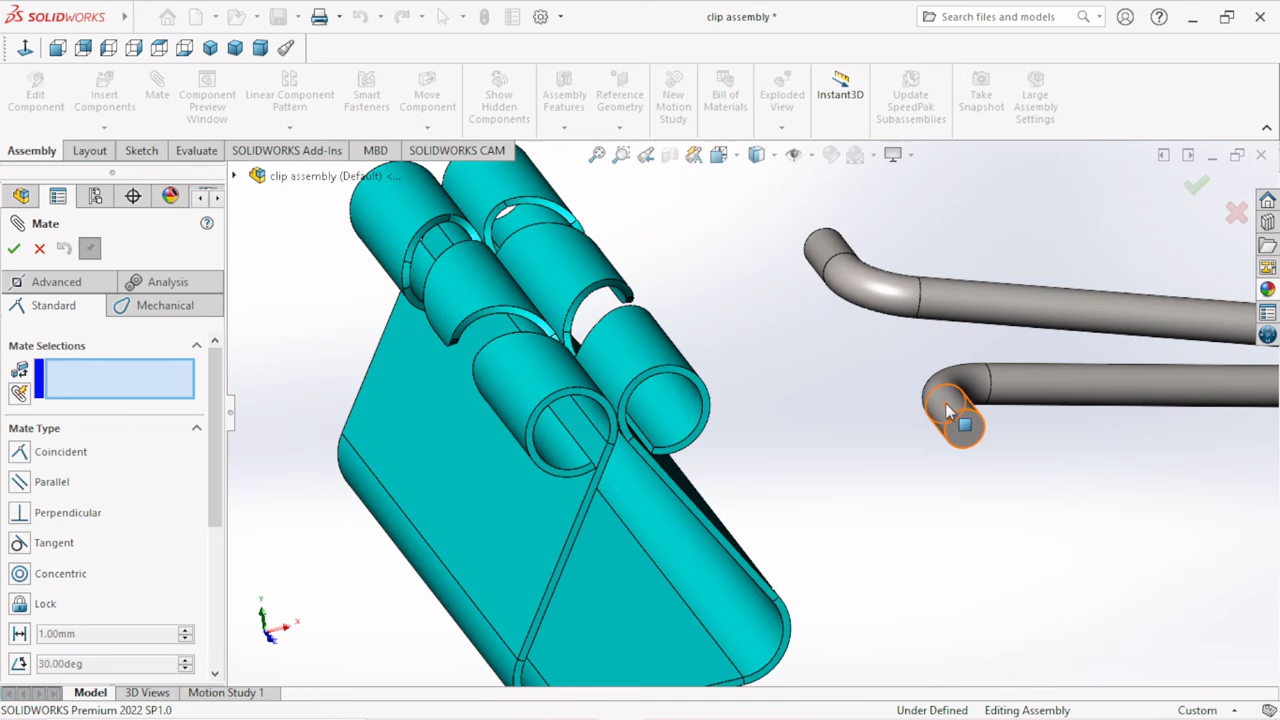 SOLIDWORKS
clip assembly *
Search files and models
Edit Component
Insert Components
Mate
Component Preview Window
Linear Component Pattern
Smart Fasteners
Move Component
Show Hidden Components
Assembly Features
Reference Geometry
New Motion Study
Bill of Materials
Exploded View
Instant3D
Update SpeedPak Subassemblies
Take Snapshot
Large Assembly Settings
Assembly
Layout
Sketch
Evaluate
SOLIDWORKS Add-Ins
MBD
SOLIDWORKS CAM
clip assembly (Default) <...
Mate
Advanced
Analysis
Standard
Mechanical
Mate Selections
Mate Type
Coincident
Parallel
Perpendicular
Tangent
Concentric
Lock
1.00mm
30.00deg
Y
X
Z
Model
3D Views
Motion Study 1
SOLIDWORKS Premium 2022 SP1.0
Under Defined
Editing Assembly
Custom